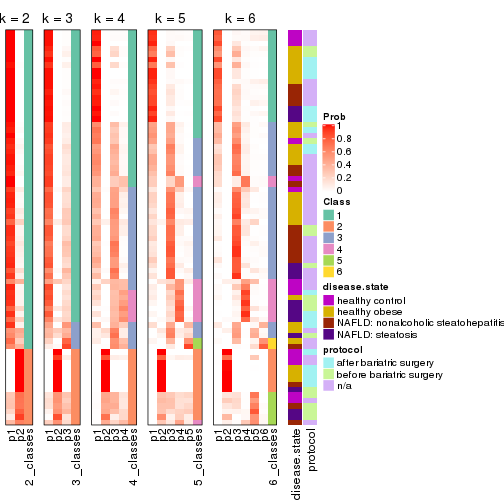 k = 2 k = 3 k = 4 k = 5 k = 6
Prob
1
0.8
0.6
0.4
0.2
0
Class
1
2
3
4
5
6
disease.state
healthy control
healthy obese
NAFLD: nonalcoholic steatohepatitis
NAFLD: steatosis
protocol
after bariatric surgery
before bariatric surgery
n/a
p1
p2
2_classes
p1
p2
p3
3_classes
p1
p2
p3
p4
4_classes
p1
p2
p3
p4
p5
5_classes
p1
p2
p3
p4
p5
p6
6_classes
disease.state
protocol